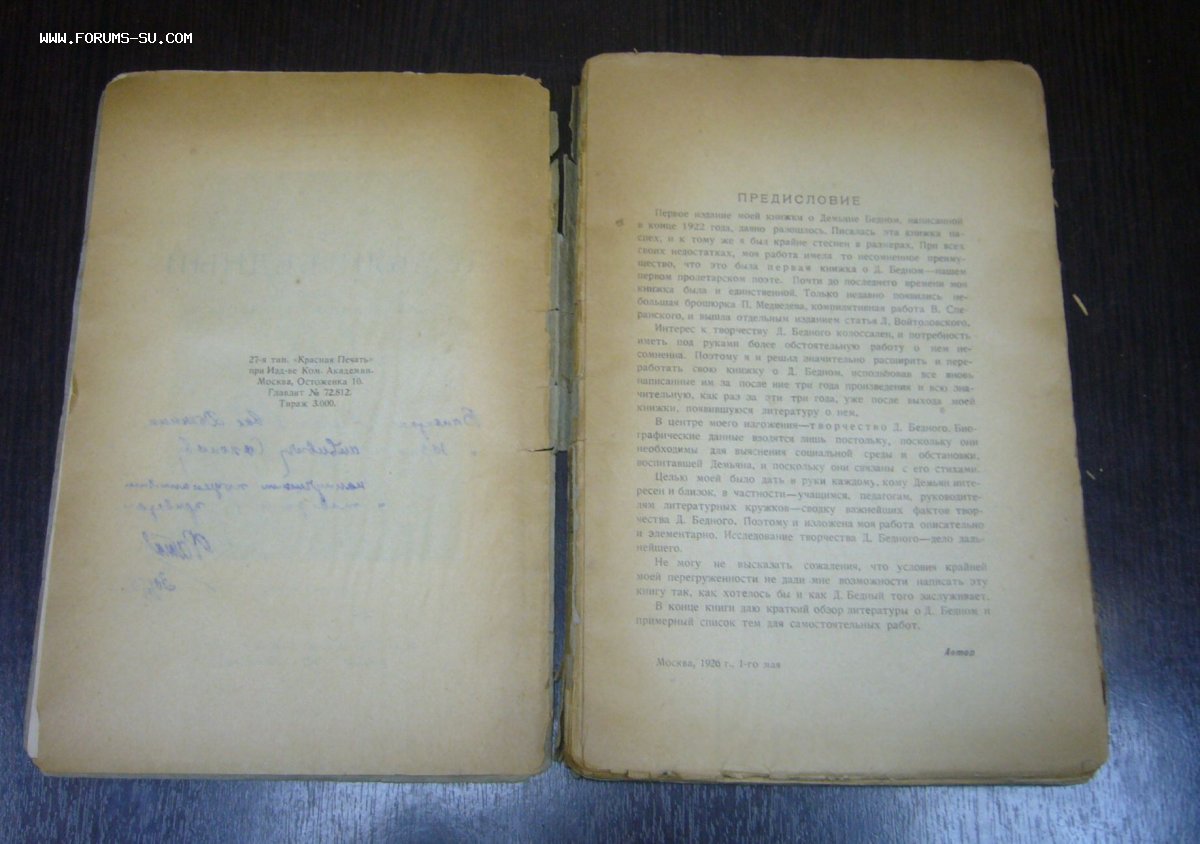 WWW.FORUMS-SU.COM
27-я тип. «Красная Печать»
при Изд-ве Ком. Академии.
Москва, Остоженка 10.
Главлит № 72.812.
Тираж 3.000.
ПРЕДИСЛОВИЕ
Первое издание моей книжки о Демьяне Бедном, написанной
в конце 1922 года, давно разошлось. Писалась эта книжка на-
спех, и к тому же я был крайне стеснен в размерах. При всех
своих недостатках, моя работа имела то несомненное преиму-
щество, что это была первая книжка о Д. Бедном—нашем
первом пролетарском поэте. Почти до последнего времени моя
книжка была и единственной. Только недавно появились не-
большая брошюрка П. Медведева, компилятивная работа В. Спе-
ранского, и вышла отдельным изданием статья Л. Войтоловского.
Интерес к творчеству Д. Бедного колоссален, и потребность
иметь под руками более обстоятельную работу о нем не-
сомненна. Поэтому я и решил значительно расширить и пере-
работать свою книжку о Д. Бедном, использовав все вновь
написанные им за после ние три года произведения и всю зна-
чительную, как раз за эти три года, уже после выхода моей
книжки, появившуюся литературу о нем.
В центре моего изложения—творчество Д. Бедного. Био-
графические данные вводятся лишь постольку, поскольку они
необходимы для выяснения социальной среды и обстановки,
воспитавшей Демьяна, и поскольку они связаны с его стихами.
Целью моей было дать в руки каждому, кому Демьян инте-
ресен и близок, в частности—учащимся, педагогам, руководите-
лям литературных кружков—сводку важнейших фактов твор-
чества Д. Бедного. Поэтому и изложена моя работа описательно
и элементарно. Исследование творчества Д. Бедного—дело даль-
нейшего.
Не могу не высказать сожаления, что условия крайней
моей перегруженности не дали мне возможности написать эту
книгу так, как хотелось бы и как Д. Бедный того заслуживает.
В конце книги даю краткий обзор литературы о Д. Бедном и
примерный список тем для самостоятельных работ.
Автор
Москва, 1926 г., 1-го мая